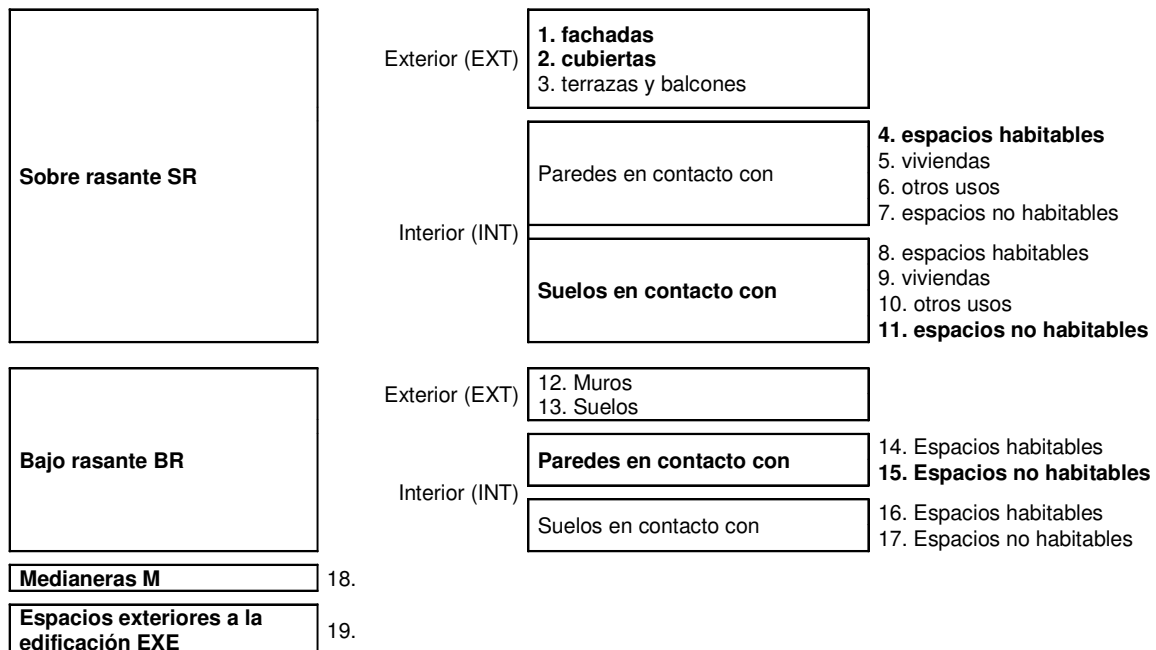 Exterior (EXT)
1. fachadas
2. cubiertas
3. terrazas y balcones
Sobre rasante SR
Interior (INT)
Paredes en contacto con
4. espacios habitables
5. viviendas
6. otros usos
7. espacios no habitables
Suelos en contacto con
8. espacios habitables
9. viviendas
10. otros usos
11. espacios no habitables
Bajo rasante BR
Exterior (EXT)
12. Muros
13. Suelos
Interior (INT)
Paredes en contacto con
14. Espacios habitables
15. Espacios no habitables
Suelos en contacto con
16. Espacios habitables
17. Espacios no habitables
Medianeras M
18.
Espacios exteriores a la
edificación EXE
19.